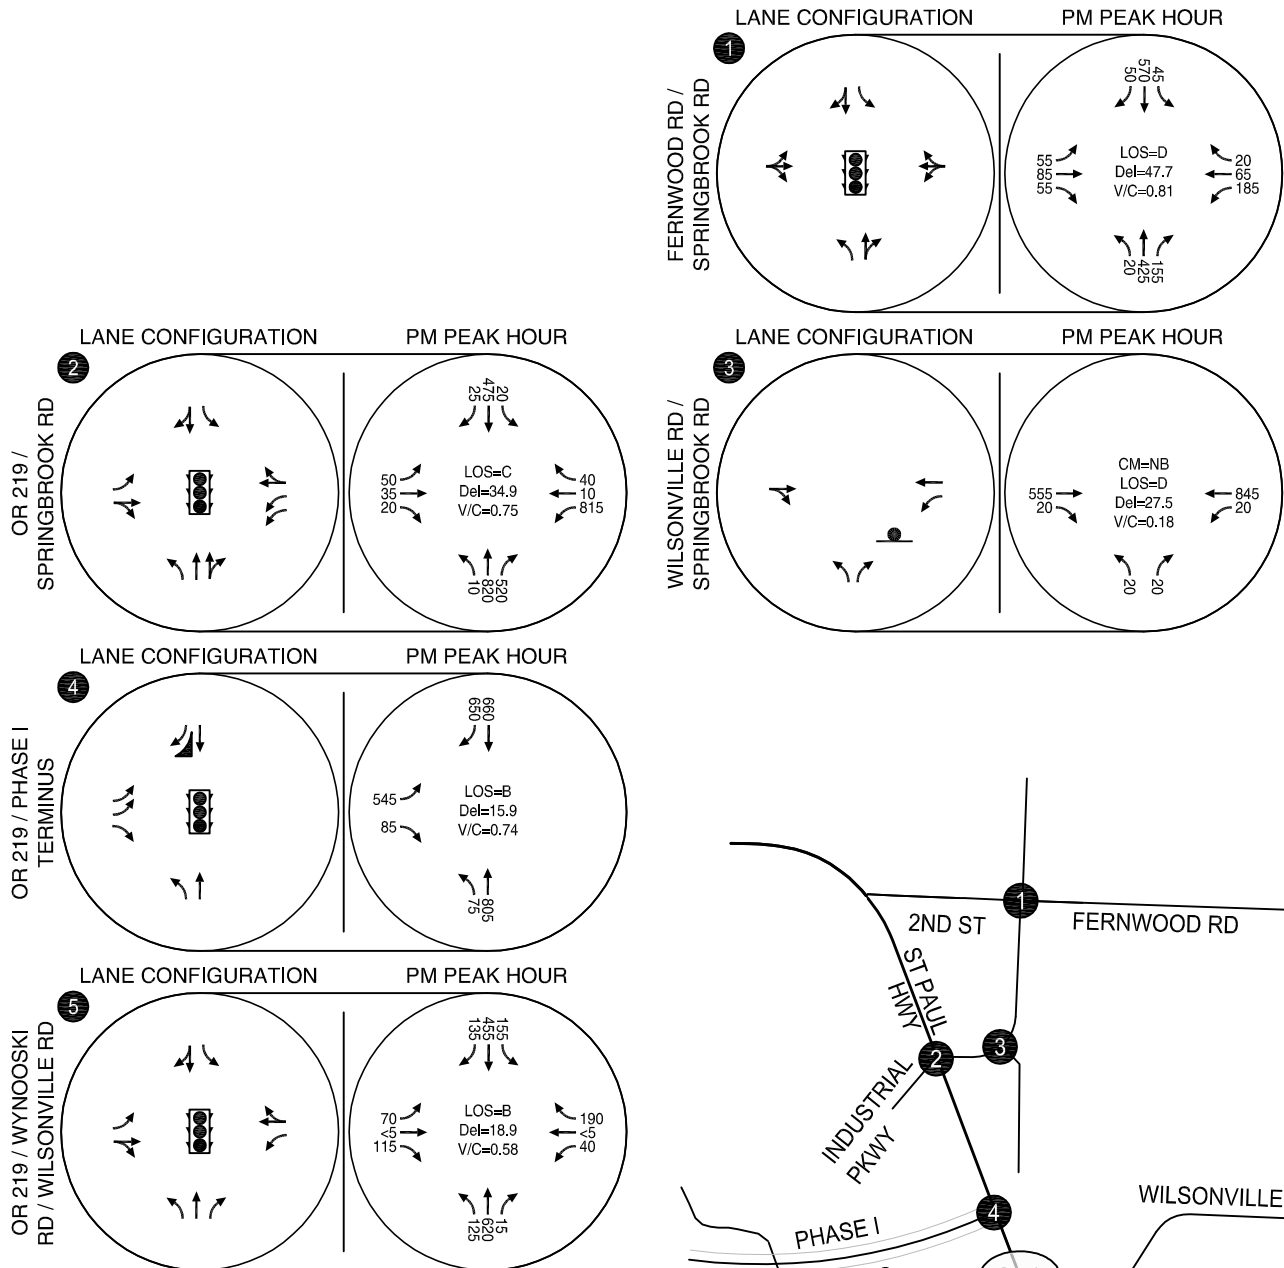 LANE CONFIGURATION
PM PEAK HOUR
1
FERNWOOD RD /
SPRINGBROOK RD
50
570
45
55
85
55
LOS=D
Del=47.7
V/C=0.81
20
65
185
20
425
155
LANE CONFIGURATION
PM PEAK HOUR
2
OR 219 /
SPRINGBROOK RD
25
475
20
50
35
20
LOS=C
Del=34.9
V/C=0.75
40
10
815
10
820
520
LANE CONFIGURATION
PM PEAK HOUR
3
WILSONVILLE RD /
SPRINGBROOK RD
555
20
CM=NB
LOS=D
Del=27.5
V/C=0.18
845
20
20
20
LANE CONFIGURATION
PM PEAK HOUR
4
OR 219 / PHASE I
TERMINUS
650
660
545
85
LOS=B
Del=15.9
V/C=0.74
75
805
LANE CONFIGURATION
PM PEAK HOUR
5
OR 219 / WYNOOSKI
RD / WILSONVILLE RD
135
455
155
70
<5
115
LOS=B
Del=18.9
V/C=0.58
190
<5
40
125
620
15
1
2ND ST
FERNWOOD RD
ST PAUL
HWY
2
3
INDUSTRIAL
PKWY
4
WILSONVILLE
PHASE I